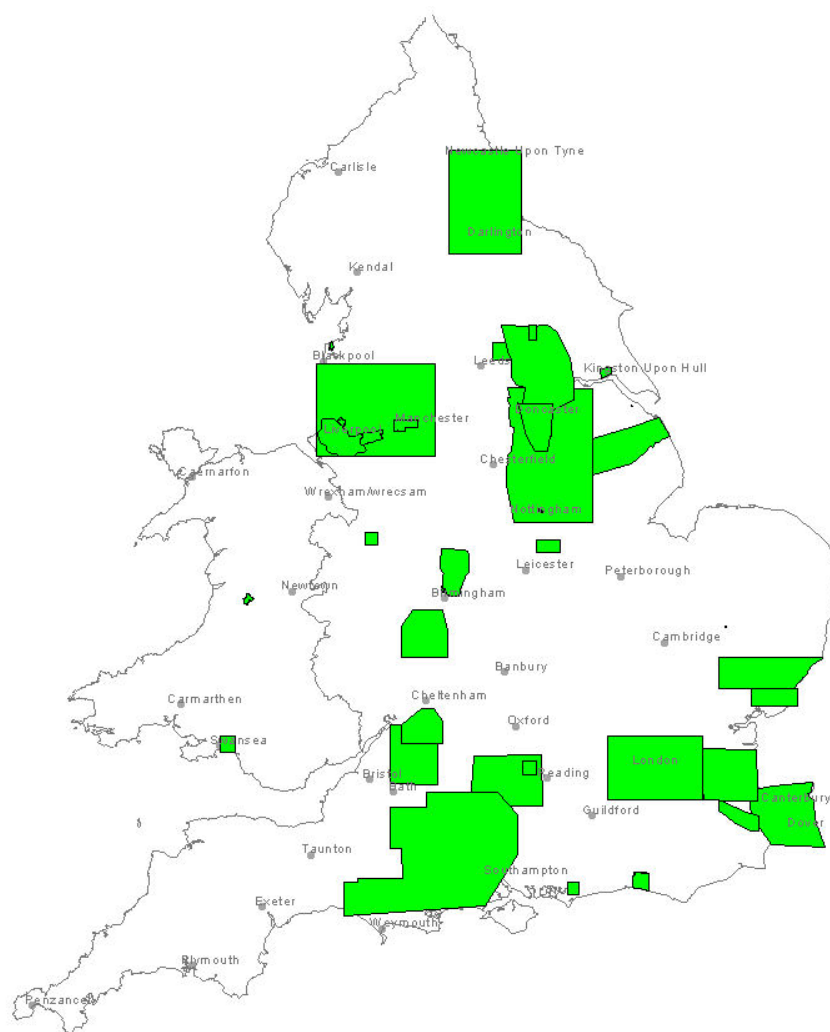 Newcastle Upon Tyne
Carlisle
Darlington
Kendal
Blackpool
Leeds
Kingston Upon Hull
Doncaster
Manchester
Liverpool
Chesterfield
Caernarfon
Wrexham/wrecsam
Nottingham
Leicester
Peterborough
Newtown
Birmingham
Cambridge
Banbury
Carmarthen
Cheltenham
Oxford
Swansea
London
Bristol
Reading
Bath
Canterbury
Guildford
Dover
Taunton
Southampton
Exeter
Weymouth
Plymouth
Penzance